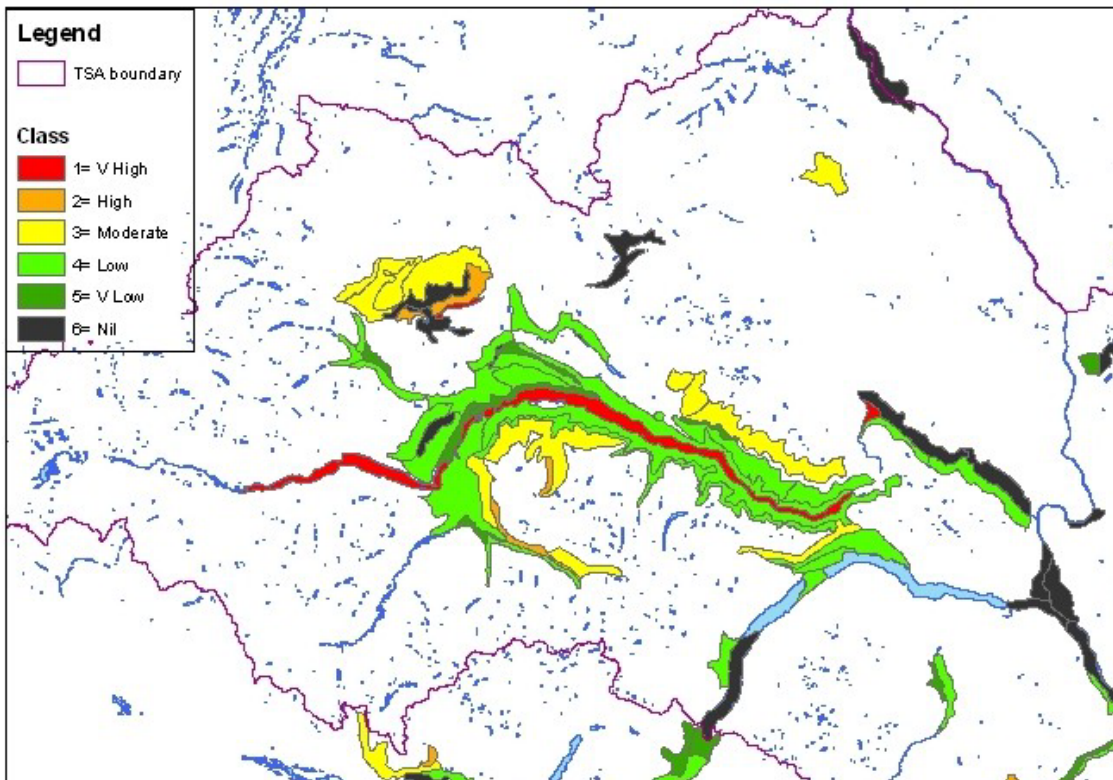 Legend
TSA boundary
Class
1= V High
2= High
3= Moderate
4= Low
5= V Low
6= Nil